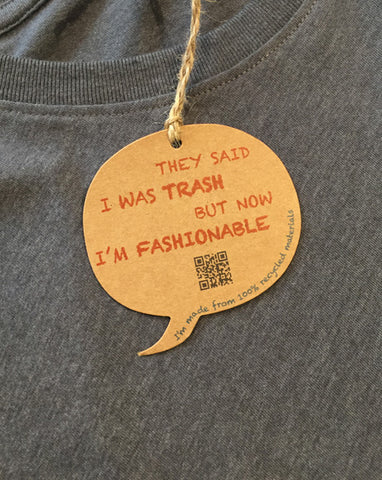 THEY SAID
I WAS TRASH
BUT NOW
I'M FASHIONABLE
I'm made from 100% recycled materials